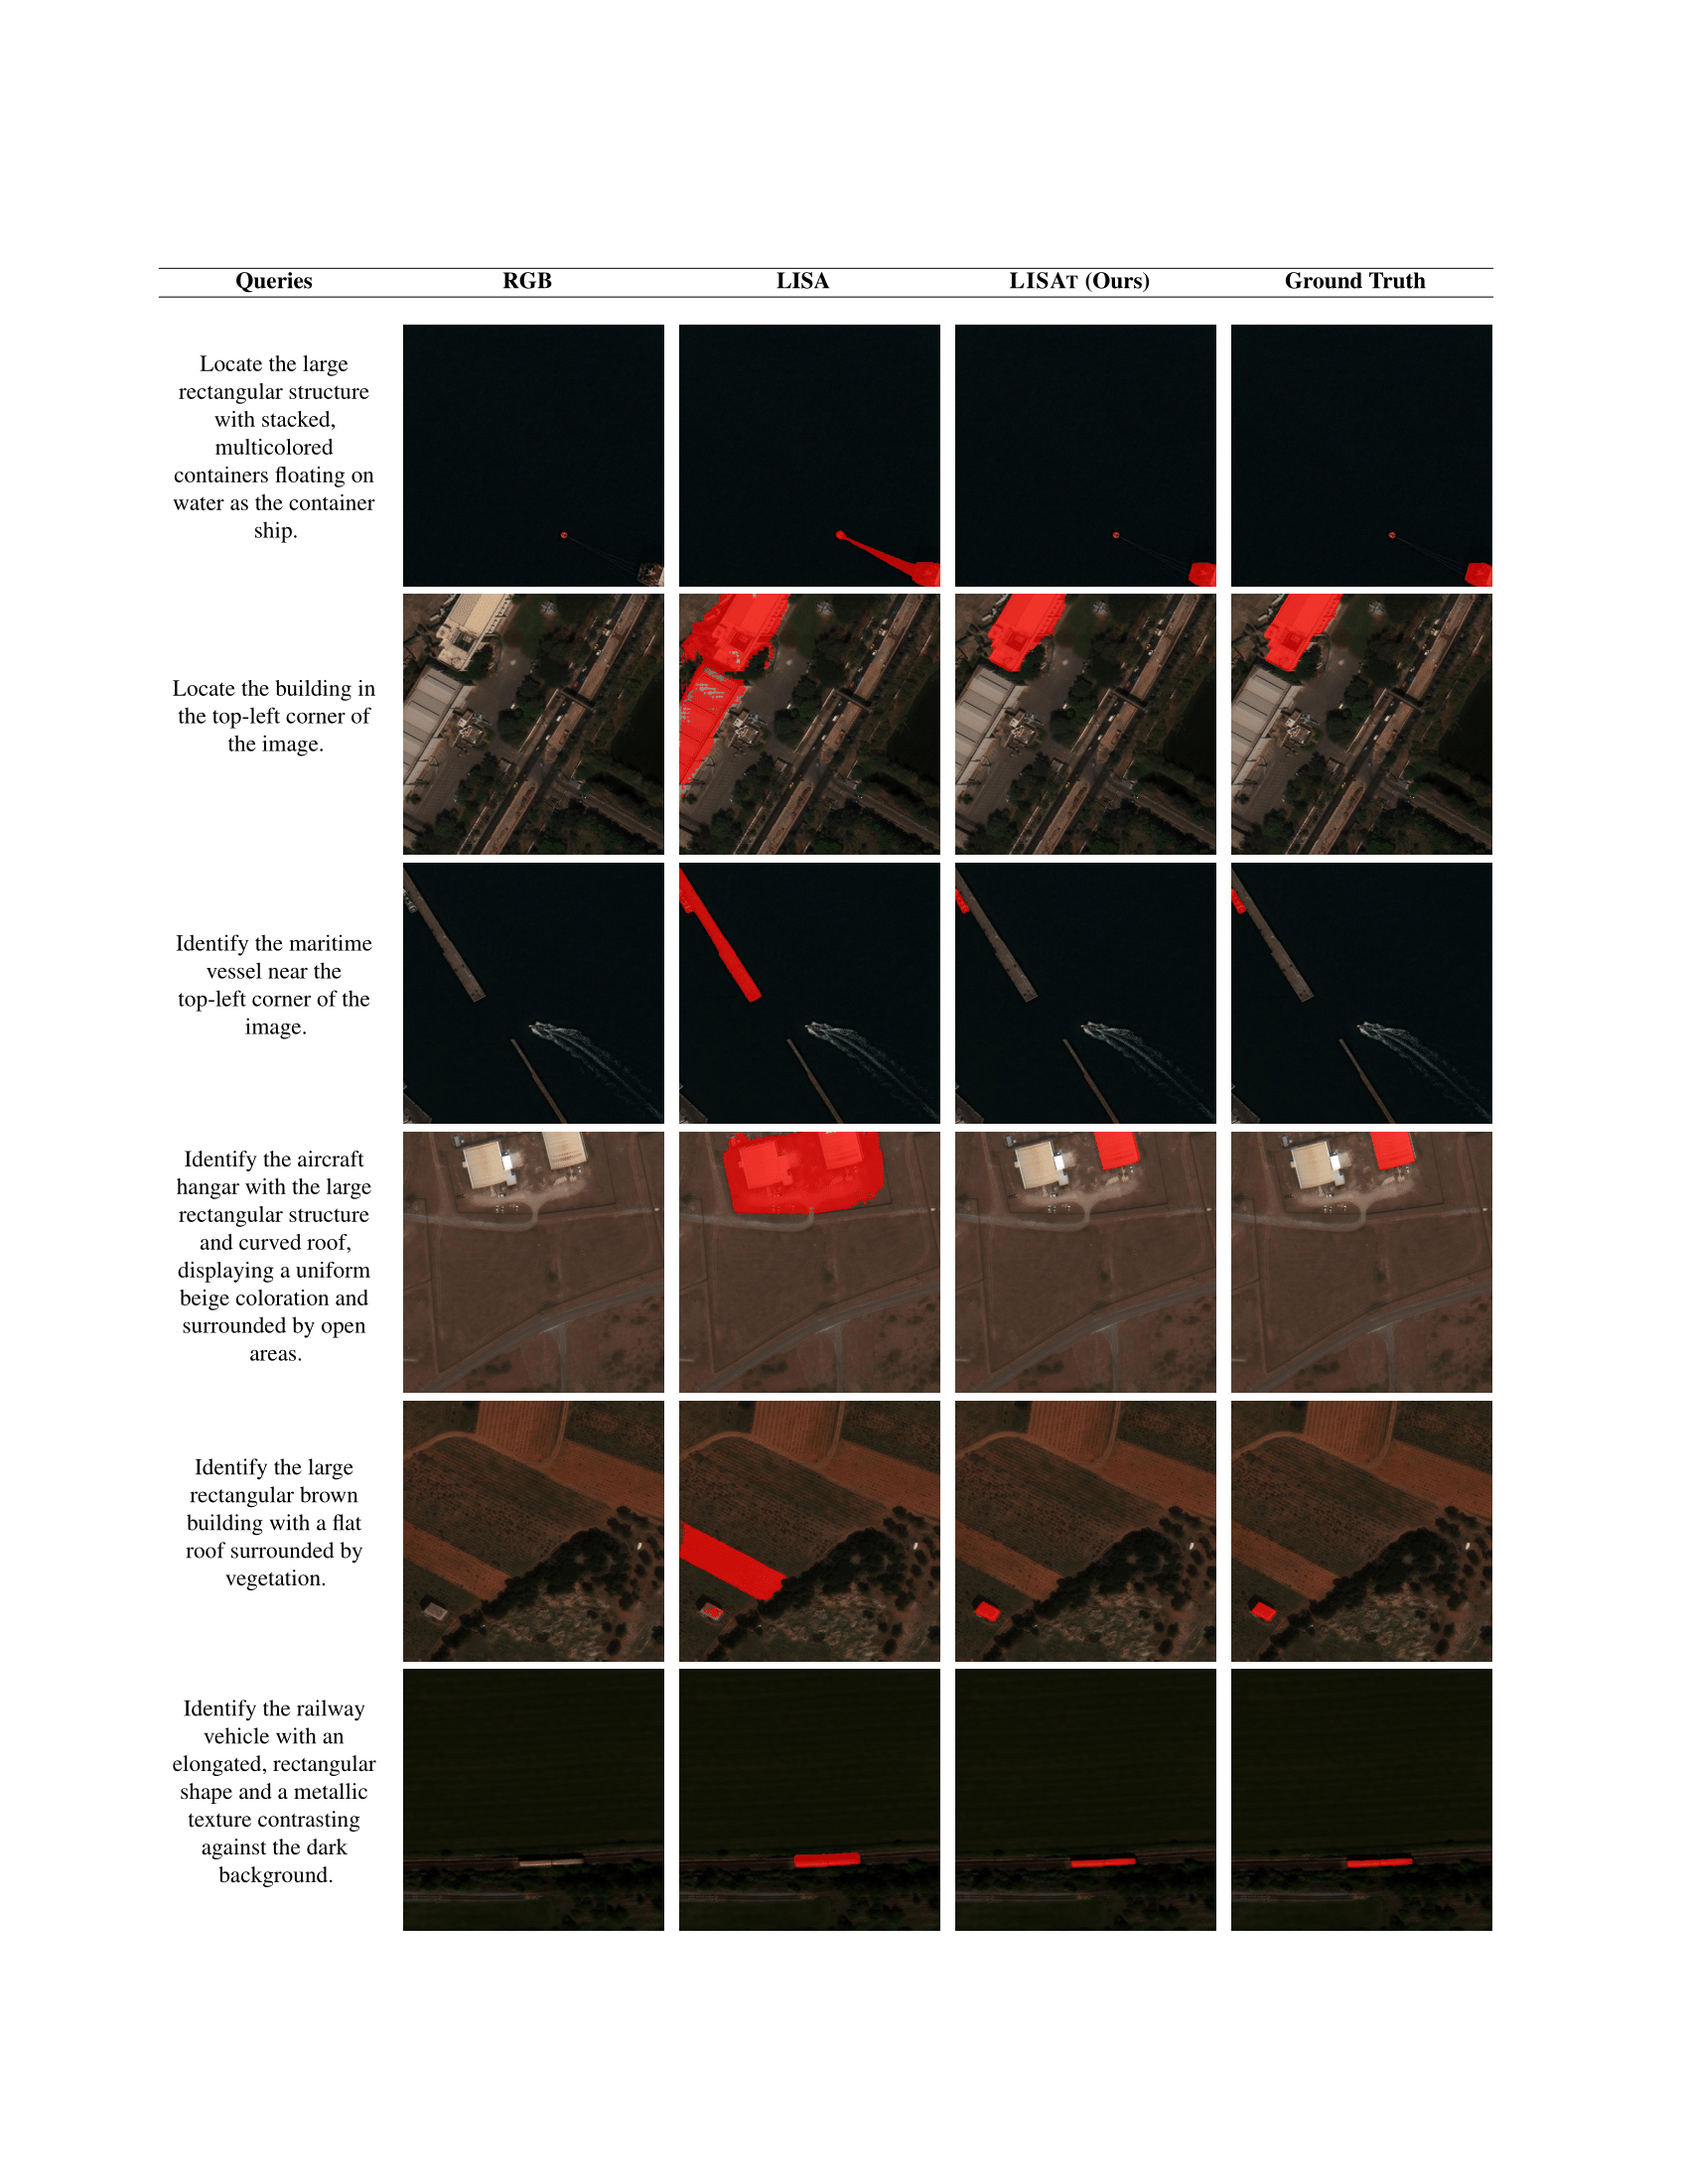 Queries RGB LISA LISAT (Ours) Ground Truth
Locate the large
rectangular structure
with stacked,
multicolored
containers floating on
water as the container
ship.
Locate the building in
the top-left corner of
the image.
Identify the maritime
vessel near the
top-left corner of the
image.
Identify the aircraft
hangar with the large
rectangular structure
and curved roof,
displaying a uniform
beige coloration and
surrounded by open
areas.
Identify the large
rectangular brown
building with a flat
roof surrounded by
vegetation.
Identify the railway
vehicle with an
elongated, rectangular
shape and a metallic
texture contrasting
against the dark
background.